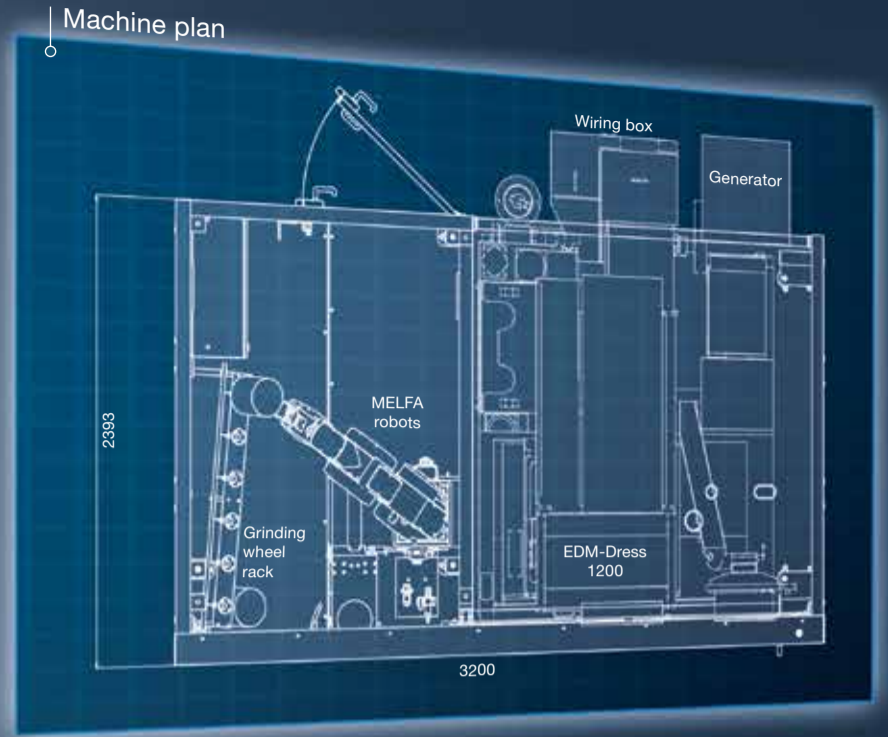 Machine plan
Wiring box
Generator
MELFA
robots
2393
Grinding
wheel
rack
EDM-Dress
1200
3200